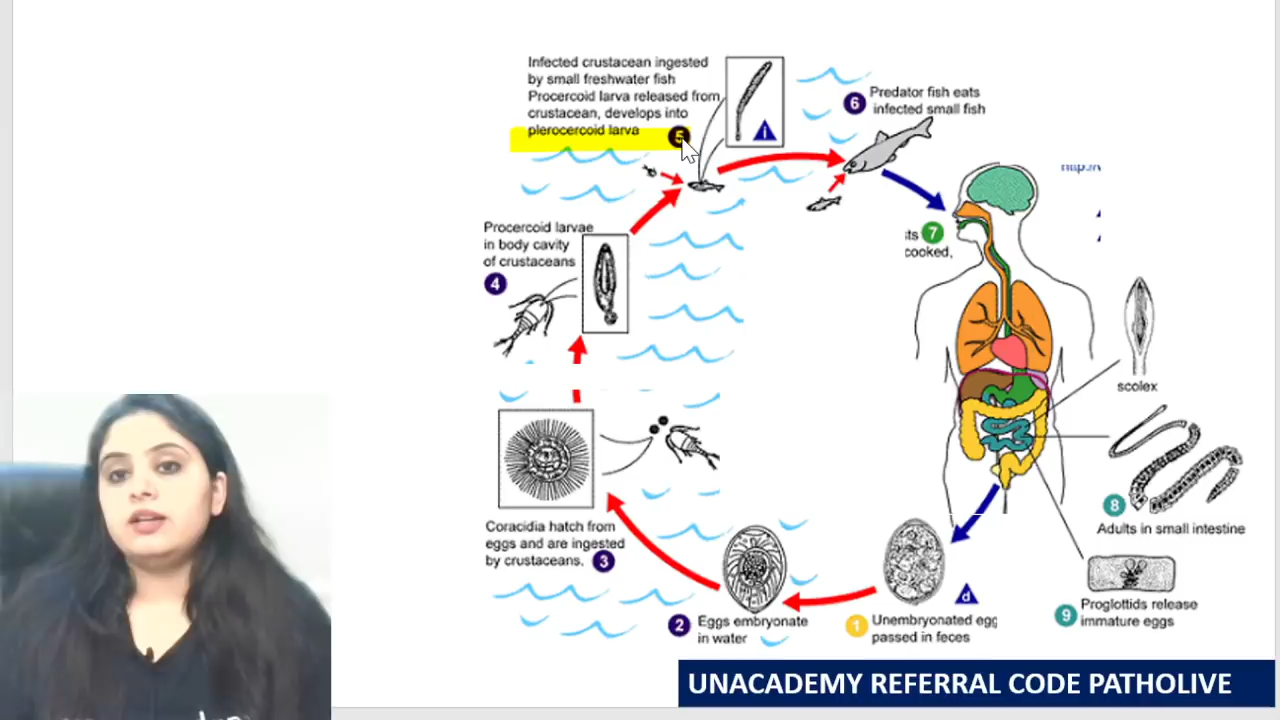 Infected crustacean ingested
by small freshwater fish
Procercoid larva released from
crustacean, develops into
plerocercoid larva 5
i
6 Predator fish eats
infected small fish
7
cooked,
Procercoid larvae
in body cavity
of crustaceans
4
scolex
8
Adults in small intestine
Coracidia hatch from
eggs and are ingested
by crustaceans. 3
2 Eggs embryonate
in water
d
1 Unembryonated egg
passed in feces
9 Proglottids release
immature eggs
UNACADEMY REFERRAL CODE PATHOLIVE